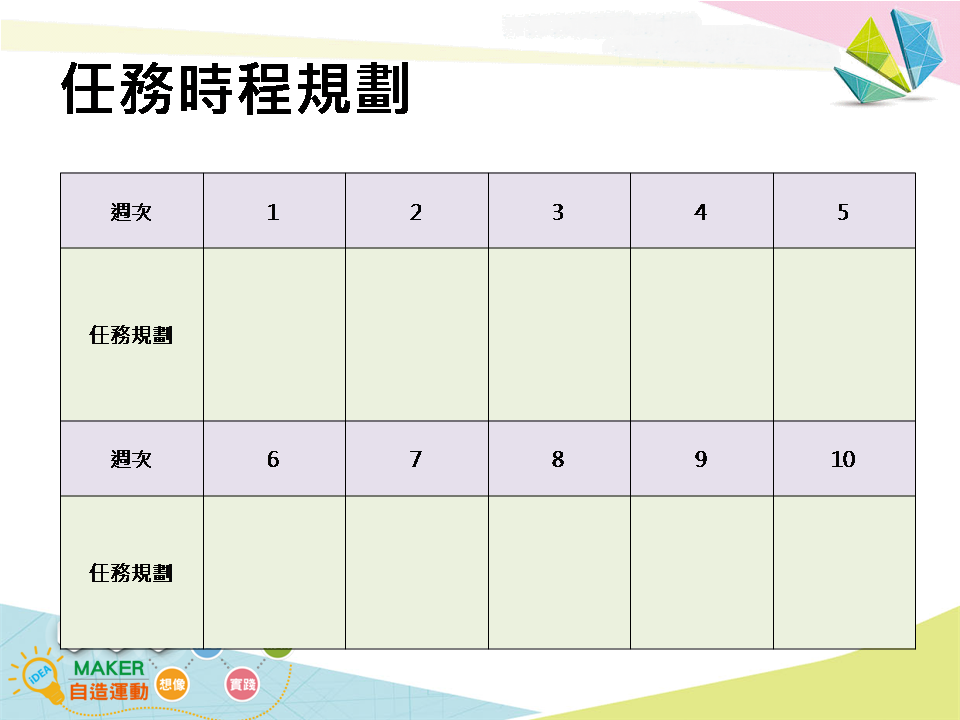 任務時程規劃
週次 1 2 3 4 5
任務規劃
週次 6 7 8 9 10
任務規劃
iDEA
MAKER
自造運動
想像
實踐